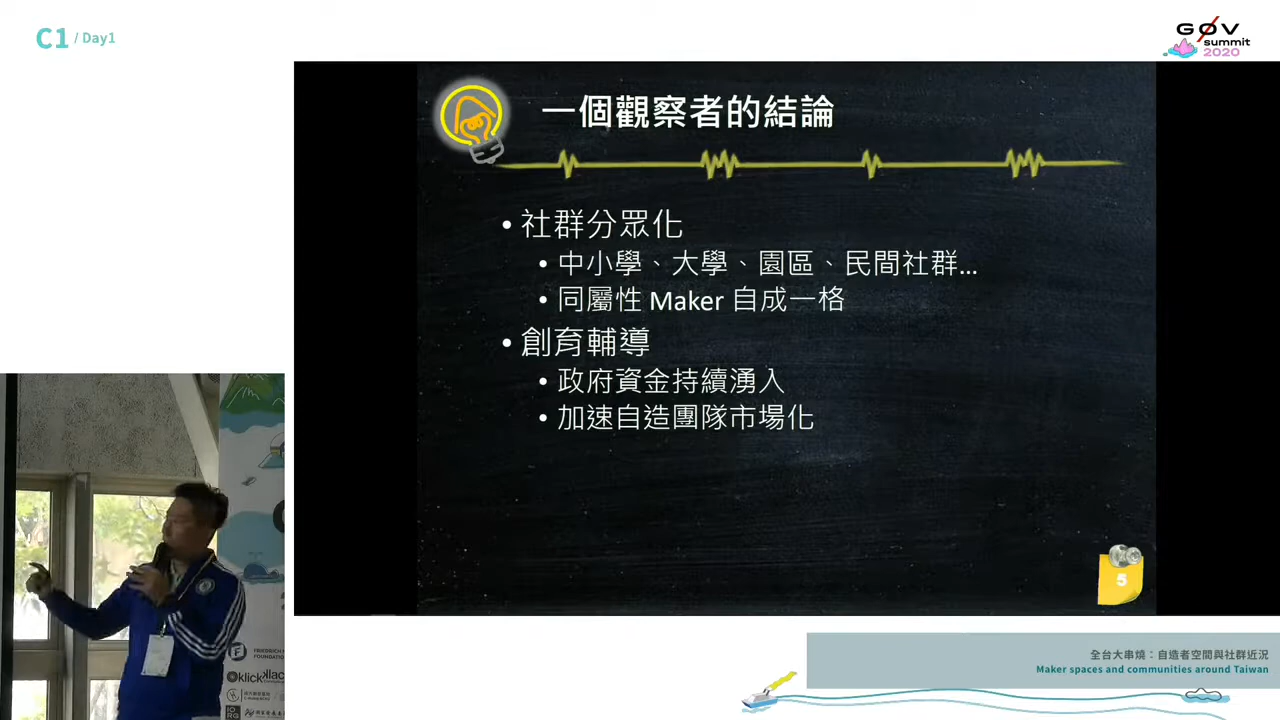 C1 / Day1
GØV
summit
2020
一個觀察者的結論
• 社群分眾化
• 中小學、大學、園區、民間社群...
• 同屬性 Maker 自成一格
• 創育輔導
• 政府資金持續湧入
• 加速自造團隊市場化
5
FRIEDRICH
FOUNDATION
klickklack
全台大串燒：自造者空間與社群近況
Maker spaces and communities around Taiwan